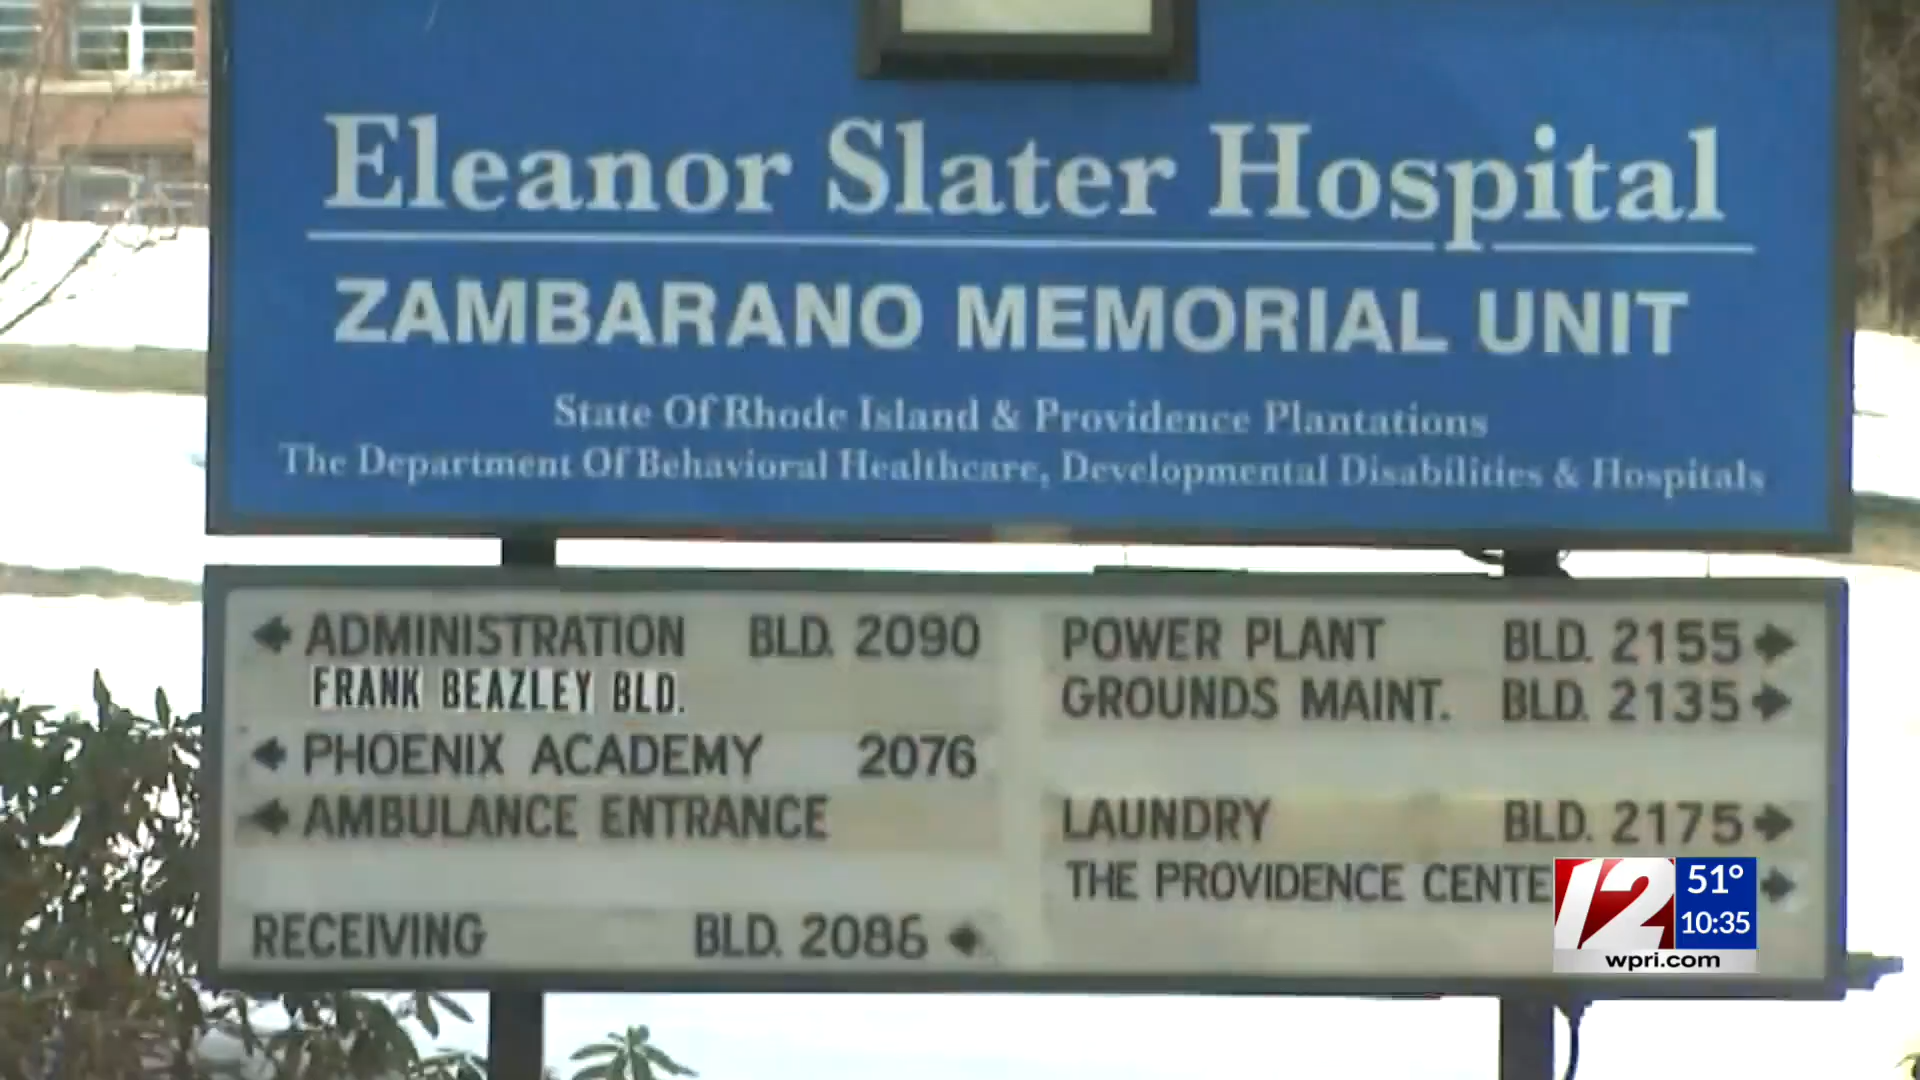 Eleanor Slater Hospital
ZAMBARANO MEMORIAL UNIT
State Of Rhode Island & Providence Plantations
The Department Of Behavioral Healthcare, Developmental Disabilities & Hospitals
ADMINISTRATION BLD. 2090
FRANK BEAZLEY BLD.
PHOENIX ACADEMY 2076
AMBULANCE ENTRANCE
RECEIVING BLD. 2086
POWER PLANT BLD. 2155
GROUNDS MAINT. BLD. 2135
LAUNDRY BLD. 2175
THE PROVIDENCE CENTE
12
51°
10:35
wpri.com